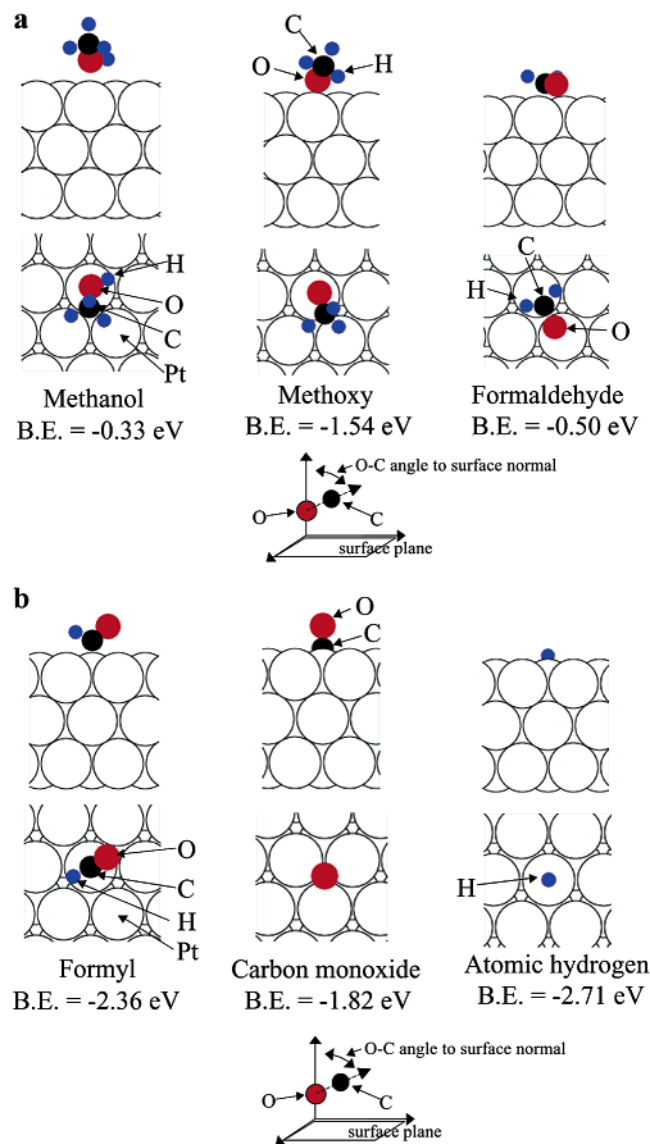 a
C
O
H
H
O
C
Pt
C
H
O
Methanol
B.E. = -0.33 eV
Methoxy
B.E. = -1.54 eV
Formaldehyde
B.E. = -0.50 eV
O-C angle to surface normal
O
C
surface plane
b
O
C
O
C
H
Pt
H
Formyl
B.E. = -2.36 eV
Carbon monoxide
B.E. = -1.82 eV
Atomic hydrogen
B.E. = -2.71 eV
O-C angle to surface normal
O
C
surface plane